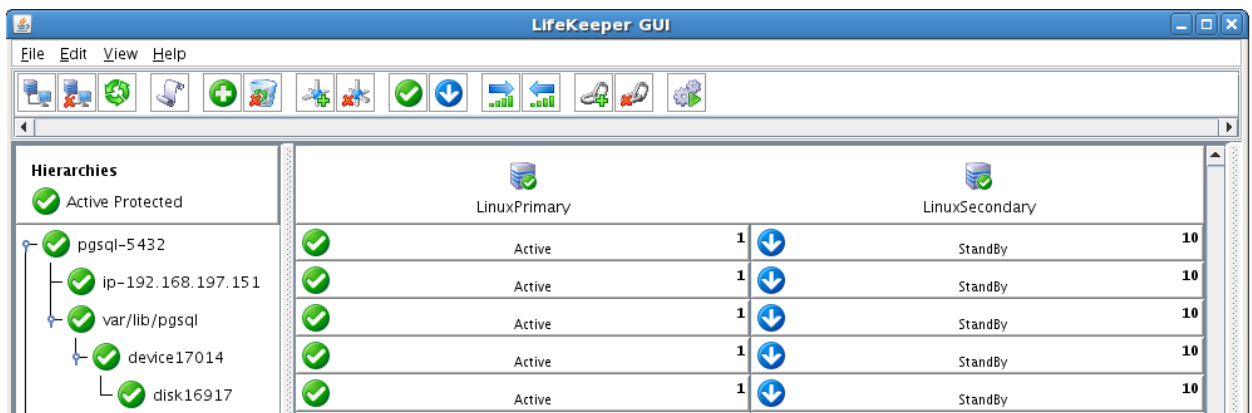 LifeKeeper GUI
File Edit View Help
Hierarchies
Active Protected
LinuxPrimary LinuxSecondary
pgsql-5432 Active 1 StandBy 10
ip-192.168.197.151 Active 1 StandBy 10
var/lib/pgsql Active 1 StandBy 10
device17014 Active 1 StandBy 10
disk16917 Active 1 StandBy 10